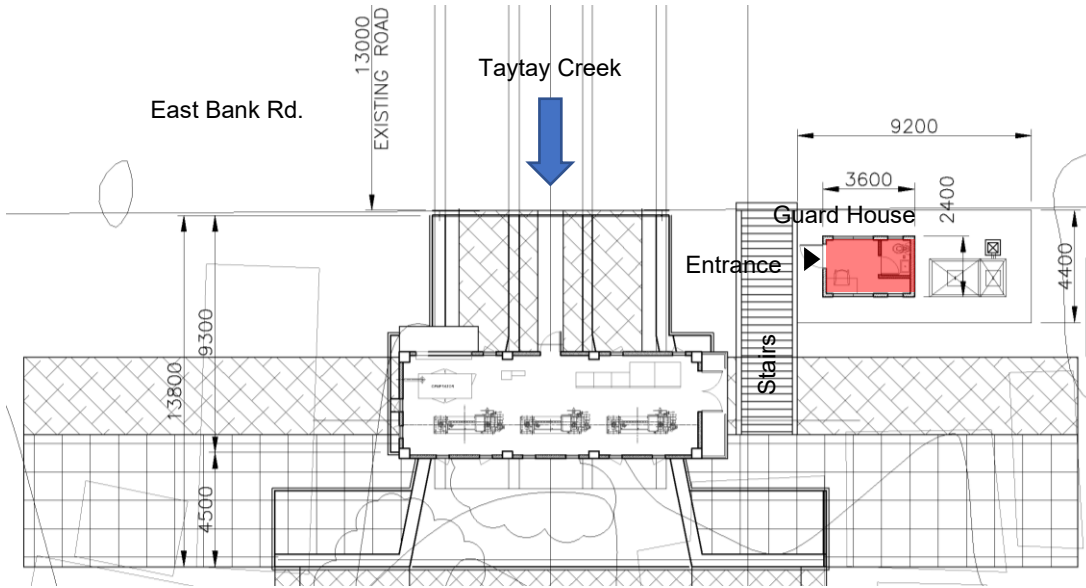 13000
EXISTING ROAD
Taytay Creek
East Bank Rd.
9200
3600
2400
Guard House
4400
Entrance
Stairs
9300
13800
4500